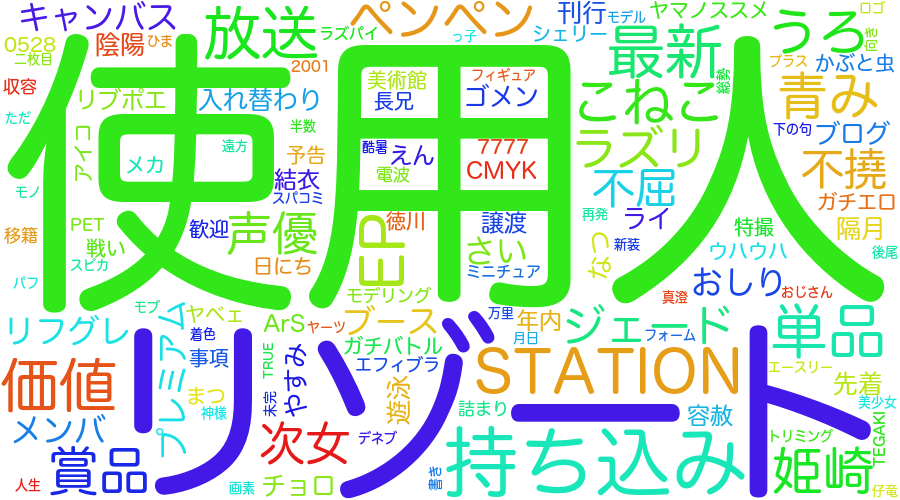 キャンバス
放送
ペンペン
刊行
モデル
ヤマノススメ
ロゴ
0528
二枚目
陰陽
ひま
ラズパイ
っ子
シェリー
最新
うろ
向き
収容
リブポエ
2001
入れ替わり
美術館
長兄
フィギュア
ゴメン
こねこ
総勢
プラス
かぶと虫
青み
ただ
アイコ
メカ
半数
遠方
予告
酷暑
えん
7777
CMYK
電波
ラズリ
下の句
ブログ
不撓
使用人
モノ
結衣
スパコミ
不屈
ガチエロ
移籍
PET
戦い
歓迎
声優
EP
徳川
譲渡
再発
ライ
特撮
隔月
スピカ
日にち
さい
ミニチュア
なつ
新装
ウハウハ
後尾
パフ
モデリング
おしり
真澄
おじさん
リフグレ
モブ
プレミアム
ヤベェ
着色
ArS
ヤーツ
ブース
めっき
万里
年内
月日
ジェード
フォーム
単品
事項
TRUE
やすみ
ガチバトル
エフィブラ
STATION
エースリー
先着
価値
まつ
神様
未完
遊泳
詰まり
容赦
美少女
メンバ
リゾート
次女
デネブ
持ち込み
トリミング
TEGAKI
賞品
人生
画素
チョロ
書き
姫崎
仔竜